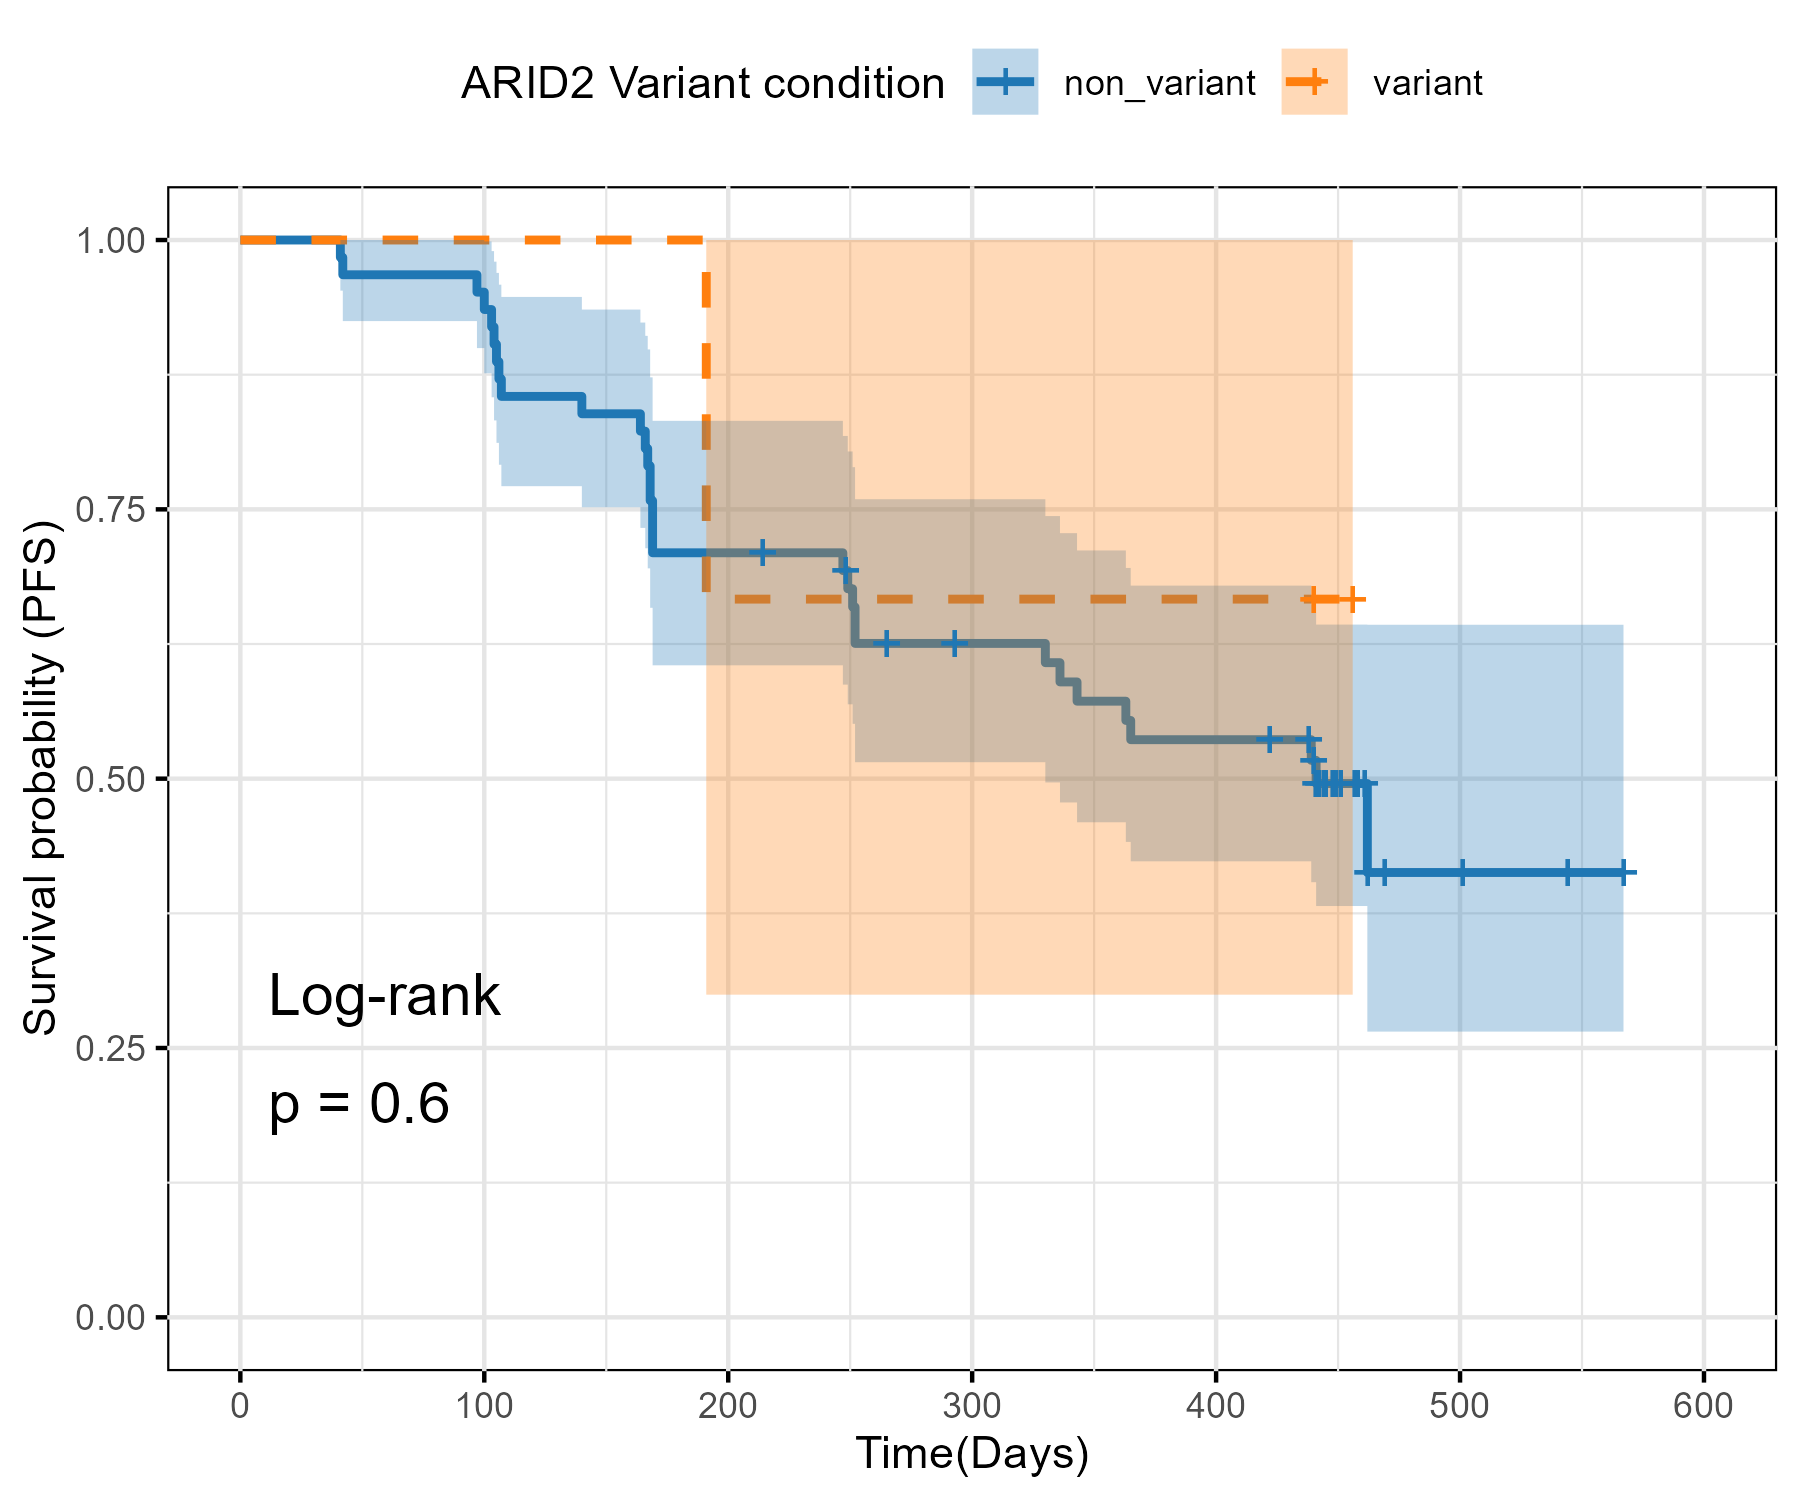 ARID2 Variant condition non_variant variant
1.00
0.75
0.50
0.25
0.00
Survival probability (PFS)
Log-rank
p = 0.6
0 100 200 300 400 500 600
Time(Days)